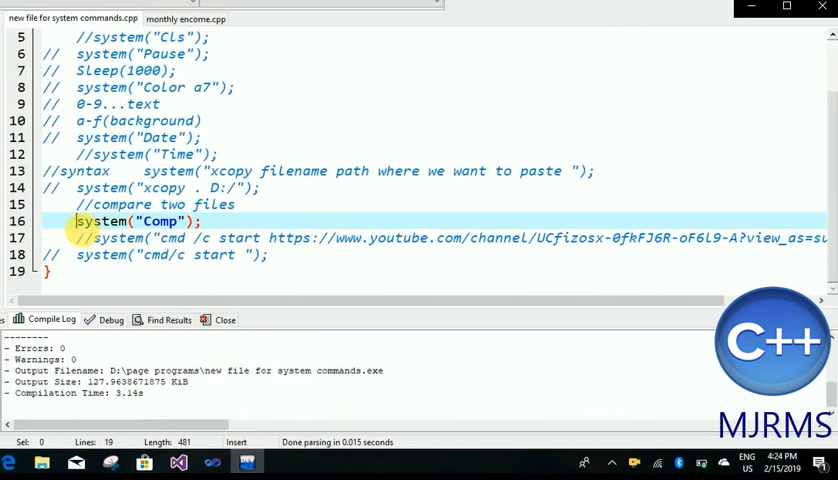 new file for system commands.cpp monthly encome.cpp
5 //system("Cls");
6 // system("Pause");
7 // Sleep(1000);
8 // system("Color a7");
9 // 0-9...text
10 // a-f(background)
11 // system("Date");
12 //system("Time");
13 //syntax system("xcopy filename path where we want to paste ");
14 // system("xcopy . D:/");
15 //compare two files
16 system("Comp");
17 //system("cmd /c start https://www.youtube.com/channel/UCfizosx-0fkFJ6R-oF6l9-A?view_as=su
18 // system("cmd/c start ");
19 }
Compile Log Debug Find Results Close
--------
- Errors: 0
- Warnings: 0
- Output Filename: D:\page programs\new file for system commands.exe
- Output Size: 127.9638671875 KiB
- Compilation Time: 3.14s
C++
MJRMS
Sel: 0 Lines: 19 Length: 481 Insert Done parsing in 0.015 seconds
DEV
ENG
US
4:24 PM
2/15/2019